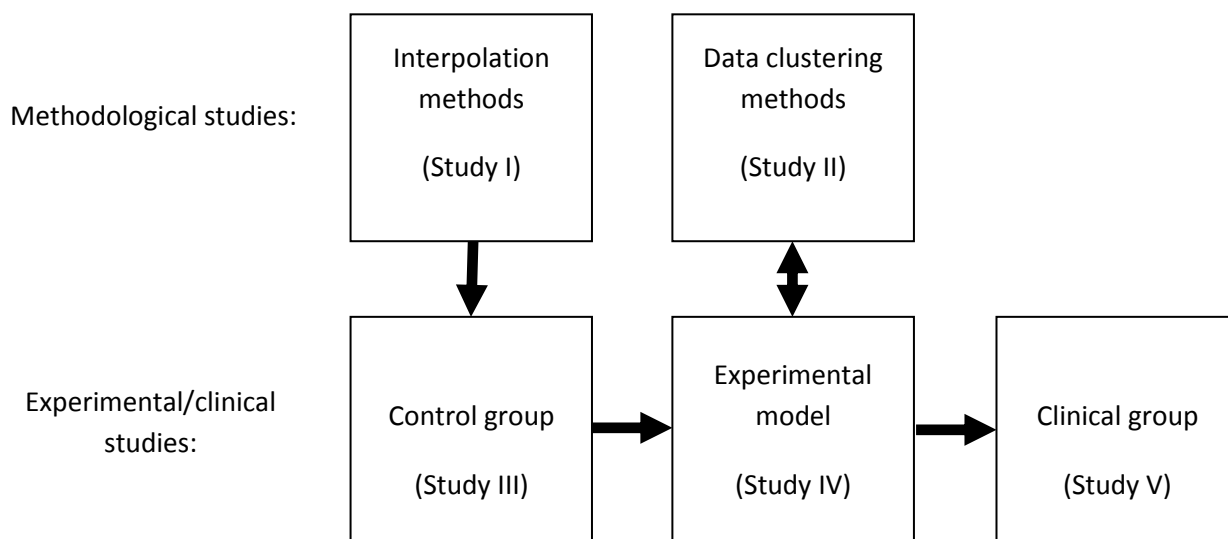 Methodological studies:
Interpolation
methods
(Study I)
Data clustering
methods
(Study II)
Experimental/clinical
studies:
Control group
(Study III)
Experimental
model
(Study IV)
Clinical group
(Study V)